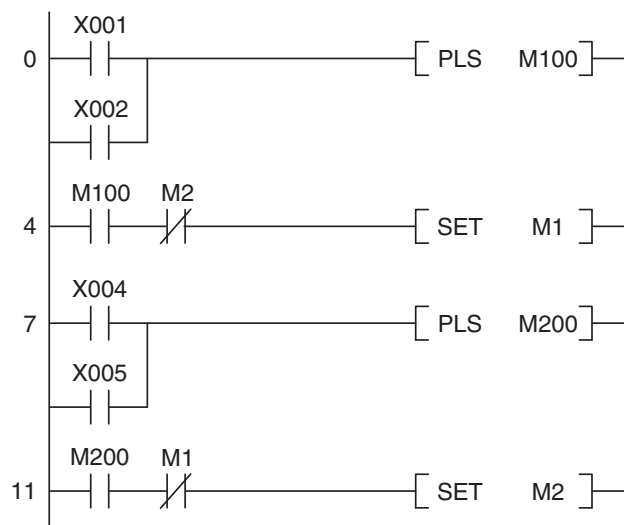 X001
0 PLS M100
X002
M100 M2
4 SET M1
X004
7 PLS M200
X005
M200 M1
11 SET M2